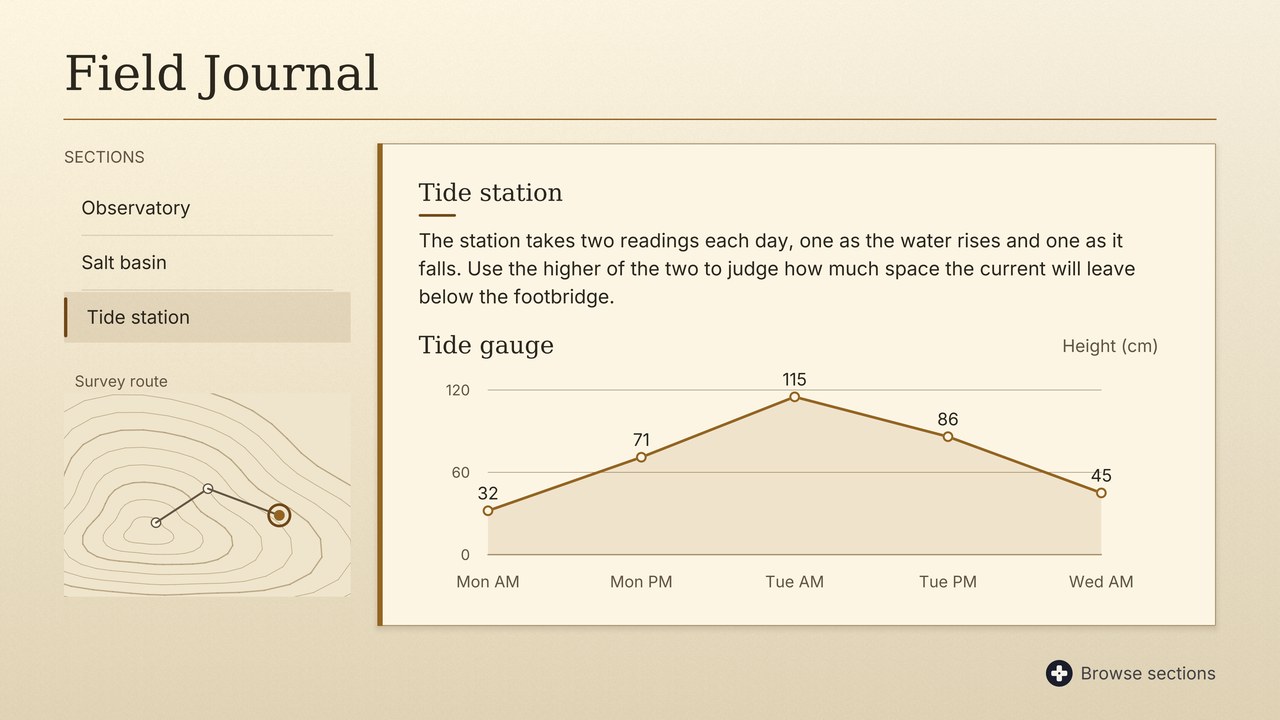 Field Journal
SECTIONS
Observatory
Salt basin
Tide station
Survey route
Tide station
The station takes two readings each day, one as the water rises and one as it
falls. Use the higher of the two to judge how much space the current will leave
below the footbridge.
Tide gauge
Height (cm)
120
60
0
32
71
115
86
45
Mon AM
Mon PM
Tue AM
Tue PM
Wed AM
Browse sections